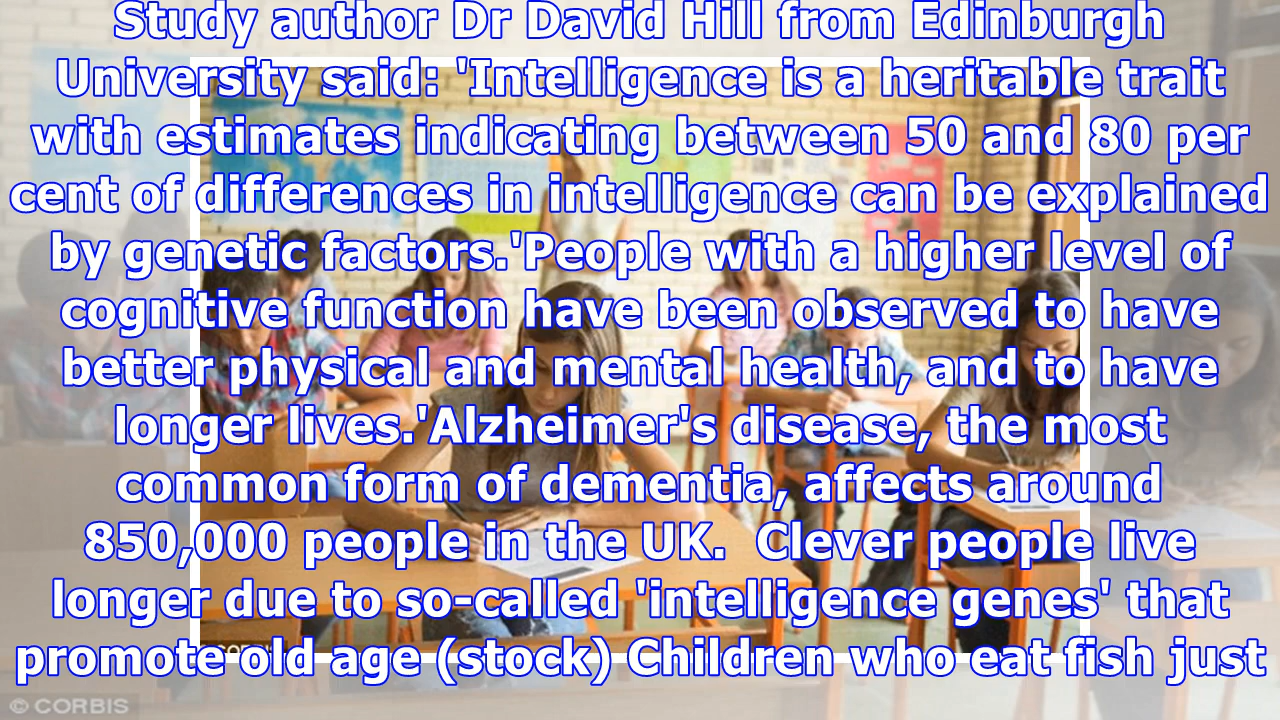 Study author Dr David Hill from Edinburgh
University said: 'Intelligence is a heritable trait
with estimates indicating between 50 and 80 per
cent of differences in intelligence can be explained
by genetic factors.'People with a higher level of
cognitive function have been observed to have
better physical and mental health, and to have
longer lives.'Alzheimer's disease, the most
common form of dementia, affects around
850,000 people in the UK.  Clever people live
longer due to so-called 'intelligence genes' that
promote old age (stock) Children who eat fish just
© CORBIS